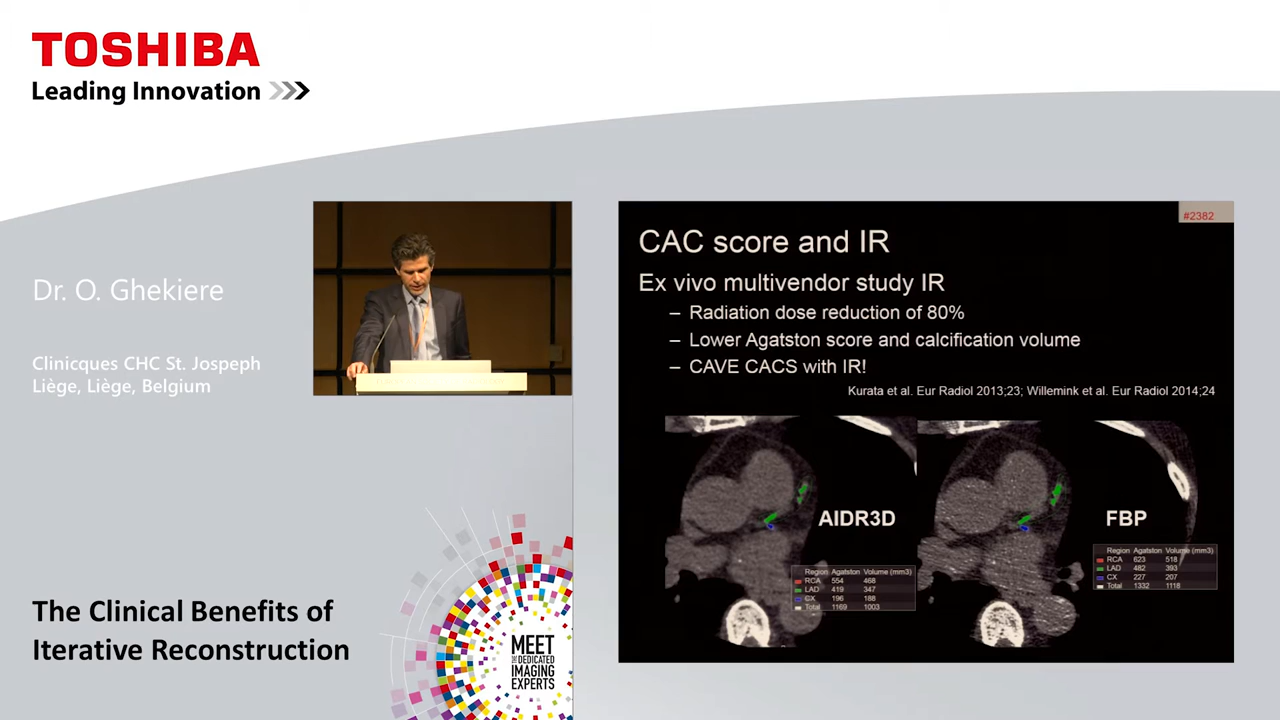 TOSHIBA
Leading Innovation
Dr. O. Ghekiere
Clinicques CHC St. Jospeph
Liège, Liège, Belgium
The Clinical Benefits of
Iterative Reconstruction
MEET
THE DEDICATED
IMAGING
EXPERTS
#2382
CAC score and IR
Ex vivo multivendor study IR
– Radiation dose reduction of 80%
– Lower Agatston score and calcification volume
– CAVE CACS with IR!
Kurata et al. Eur Radiol 2013;23; Willemink et al. Eur Radiol 2014;24
AIDR3D
Region Agatston Volume (mm3)
RCA 554 468
LAD 419 347
CX 196 188
Total 1169 1003
FBP
Region Agatston Volume (mm3)
RCA 623 518
LAD 482 393
CX 227 207
Total 1332 1118